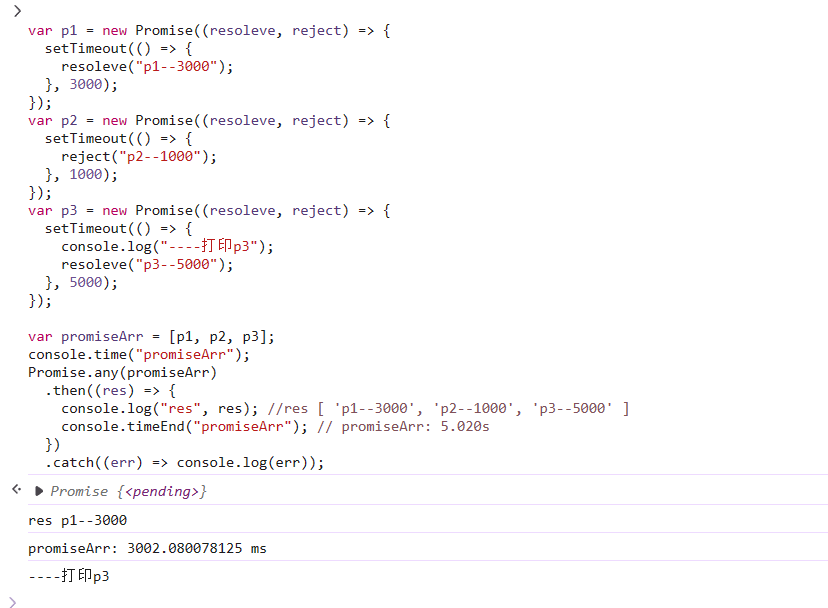 var p1 = new Promise((resoleve, reject) => {
  setTimeout(() => {
    resoleve("p1--3000");
  }, 3000);
});
var p2 = new Promise((resoleve, reject) => {
  setTimeout(() => {
    reject("p2--1000");
  }, 1000);
});
var p3 = new Promise((resoleve, reject) => {
  setTimeout(() => {
    console.log("----打印p3");
    resoleve("p3--5000");
  }, 5000);
});

var promiseArr = [p1, p2, p3];
console.time("promiseArr");
Promise.any(promiseArr)
  .then((res) => {
    console.log("res", res); //res [ 'p1--3000', 'p2--1000', 'p3--5000' ]
    console.timeEnd("promiseArr"); // promiseArr: 5.020s
  })
  .catch((err) => console.log(err));
Promise {<pending>}
res p1--3000
promiseArr: 3002.080078125 ms
----打印p3